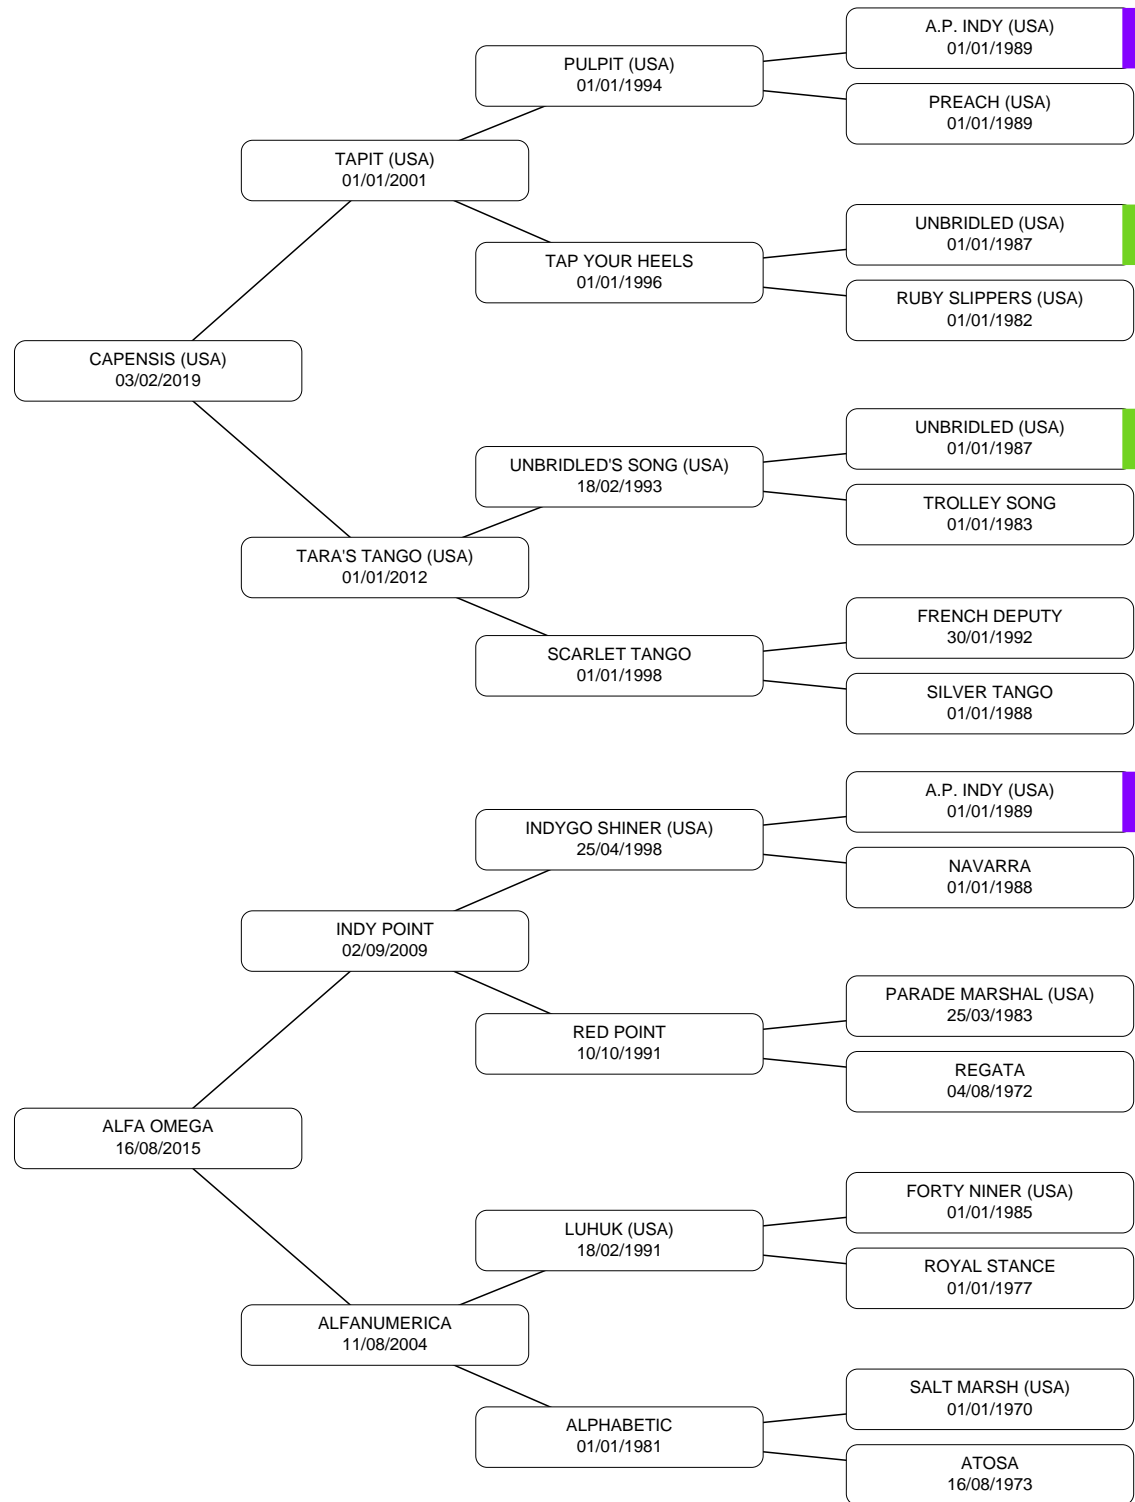 A.P. INDY (USA)
01/01/1989
PULPIT (USA)
01/01/1994
PREACH (USA)
01/01/1989
TAPIT (USA)
01/01/2001
UNBRIDLED (USA)
01/01/1987
TAP YOUR HEELS
01/01/1996
RUBY SLIPPERS (USA)
01/01/1982
CAPENSIS (USA)
03/02/2019
UNBRIDLED (USA)
01/01/1987
UNBRIDLED'S SONG (USA)
18/02/1993
TROLLEY SONG
01/01/1983
TARA'S TANGO (USA)
01/01/2012
FRENCH DEPUTY
30/01/1992
SCARLET TANGO
01/01/1998
SILVER TANGO
01/01/1988
A.P. INDY (USA)
01/01/1989
INDYGO SHINER (USA)
25/04/1998
NAVARRA
01/01/1988
INDY POINT
02/09/2009
PARADE MARSHAL (USA)
25/03/1983
RED POINT
10/10/1991
REGATA
04/08/1972
ALFA OMEGA
16/08/2015
FORTY NINER (USA)
01/01/1985
LUHUK (USA)
18/02/1991
ROYAL STANCE
01/01/1977
ALFANUMERICA
11/08/2004
SALT MARSH (USA)
01/01/1970
ALPHABETIC
01/01/1981
ATOSA
16/08/1973